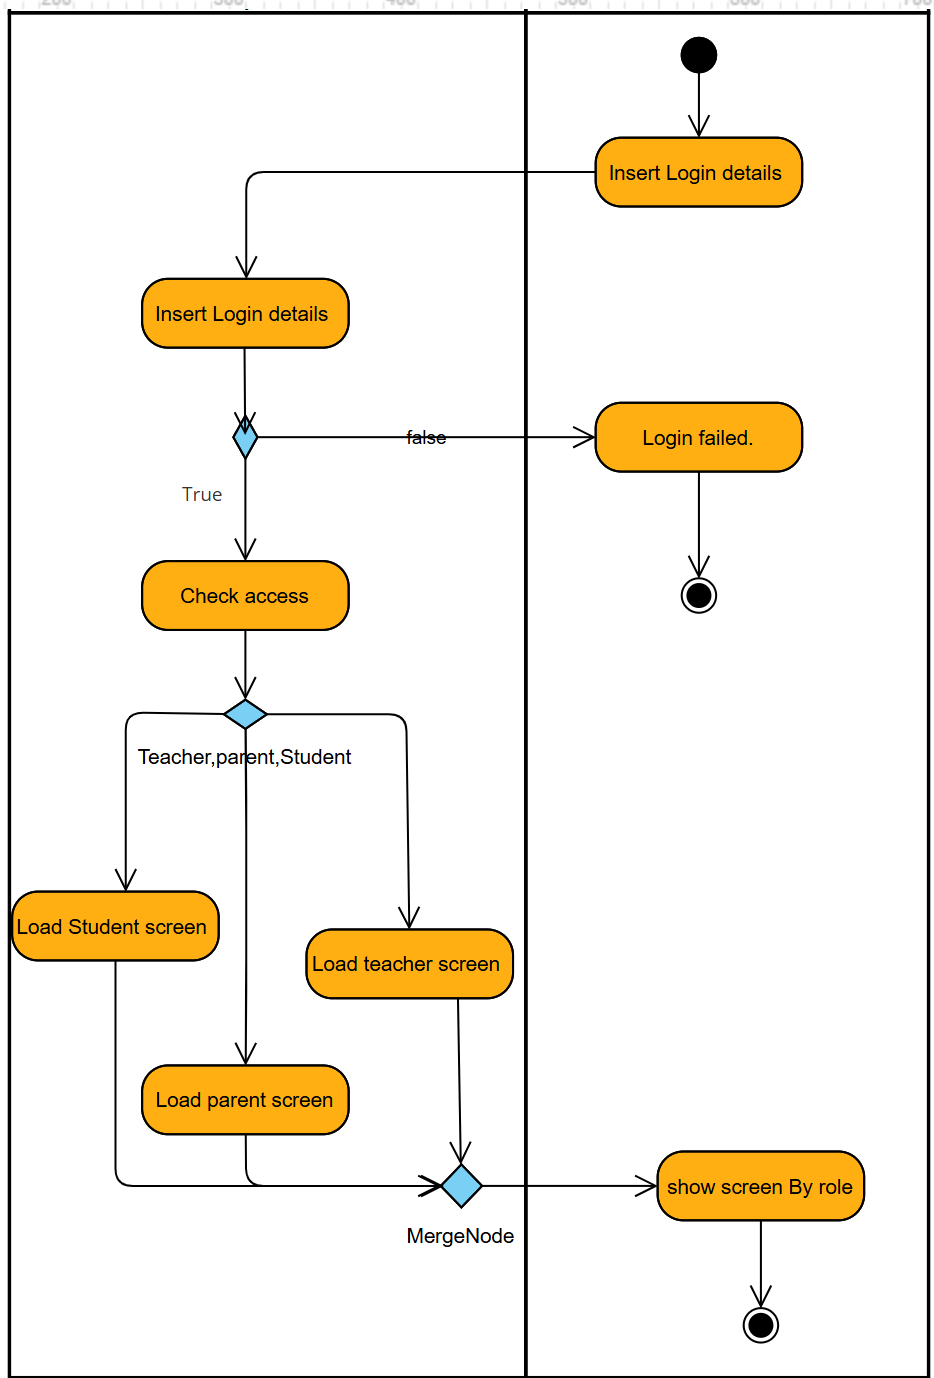 Insert Login details
Insert Login details
false
Login failed.
True
Check access
Teacher,parent,Student
Load Student screen
Load teacher screen
Load parent screen
show screen By role
MergeNode